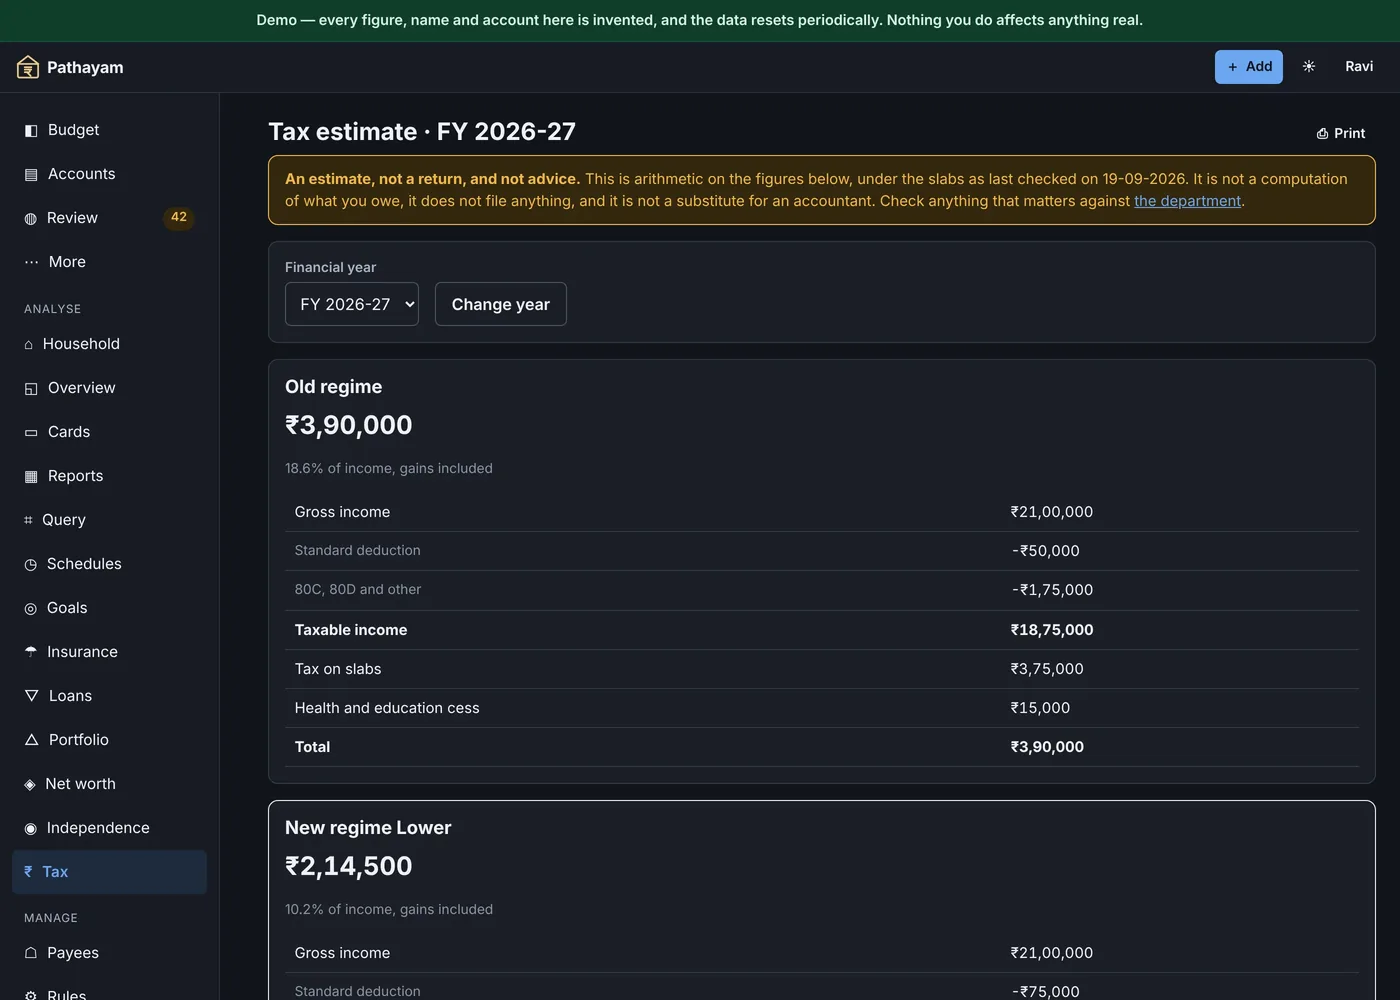 Demo — every figure, name and account here is invented, and the data resets periodically. Nothing you do affects anything real.
Pathayam
+ Add
Ravi
Budget
Accounts
Review 42
More
ANALYSE
Household
Overview
Cards
Reports
Query
Schedules
Goals
Insurance
Loans
Portfolio
Net worth
Independence
₹ Tax
MANAGE
Payees
Rules
Tax estimate · FY 2026-27
Print
An estimate, not a return, and not advice. This is arithmetic on the figures below, under the slabs as last checked on 19-09-2026. It is not a computation
of what you owe, it does not file anything, and it is not a substitute for an accountant. Check anything that matters against the department.
Financial year
FY 2026-27
Change year
Old regime
₹3,90,000
18.6% of income, gains included
Gross income ₹21,00,000
Standard deduction -₹50,000
80C, 80D and other -₹1,75,000
Taxable income ₹18,75,000
Tax on slabs ₹3,75,000
Health and education cess ₹15,000
Total ₹3,90,000
New regime Lower
₹2,14,500
10.2% of income, gains included
Gross income ₹21,00,000
Standard deduction -₹75,000